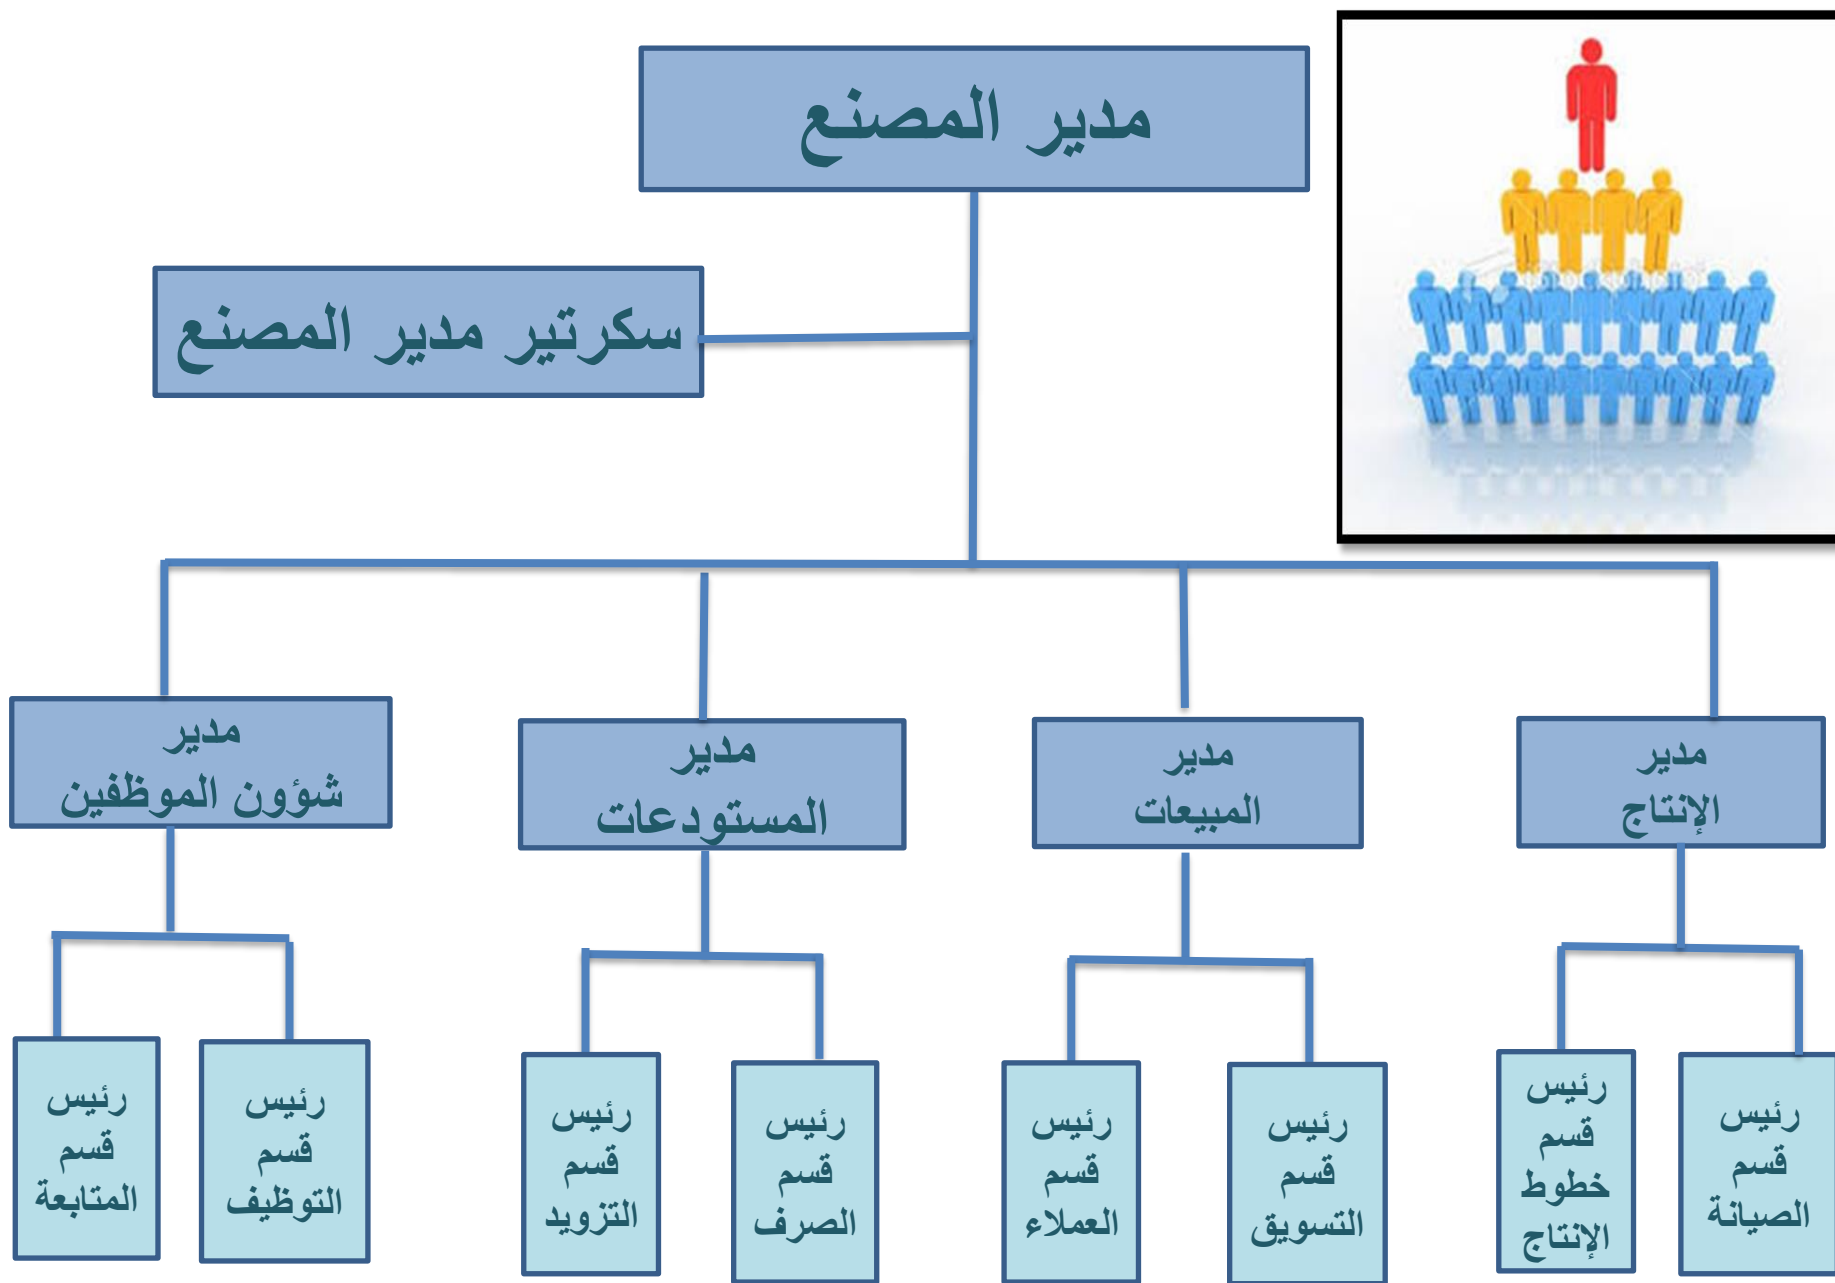 مدير المصنع
سكرتير مدير المصنع
مدير
الإنتاج
مدير
المبيعات
مدير
المستودعات
مدير
شؤون الموظفين
رئيس
قسم
الصيانة
رئيس
قسم
خطوط
الإنتاج
رئيس
قسم
التسويق
رئيس
قسم
العملاء
رئيس
قسم
الصرف
رئيس
قسم
التزويد
رئيس
قسم
التوظيف
رئيس
قسم
المتابعة